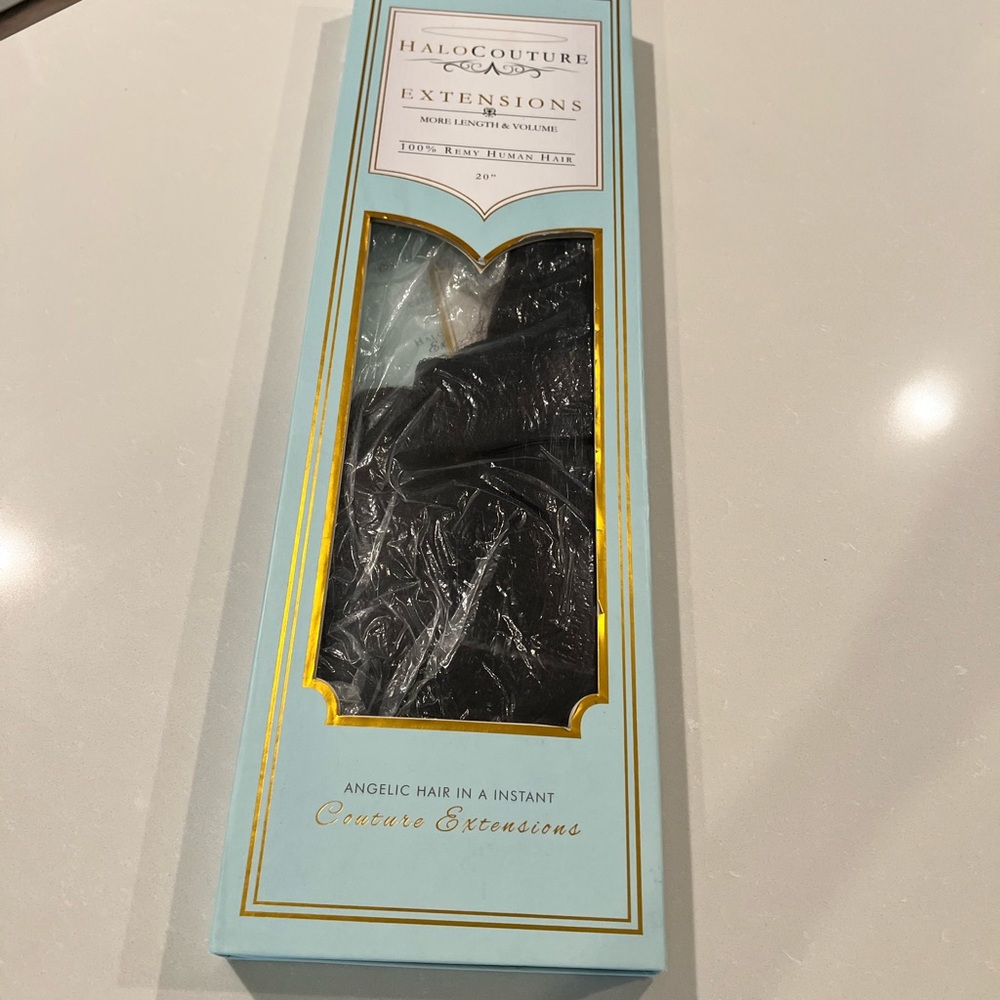 HALOCOUTURE
EXTENSIONS
MORE LENGTH & VOLUME
100% REMY HUMAN HAIR
20"
ANGELIC HAIR IN A INSTANT
Couture Extensions